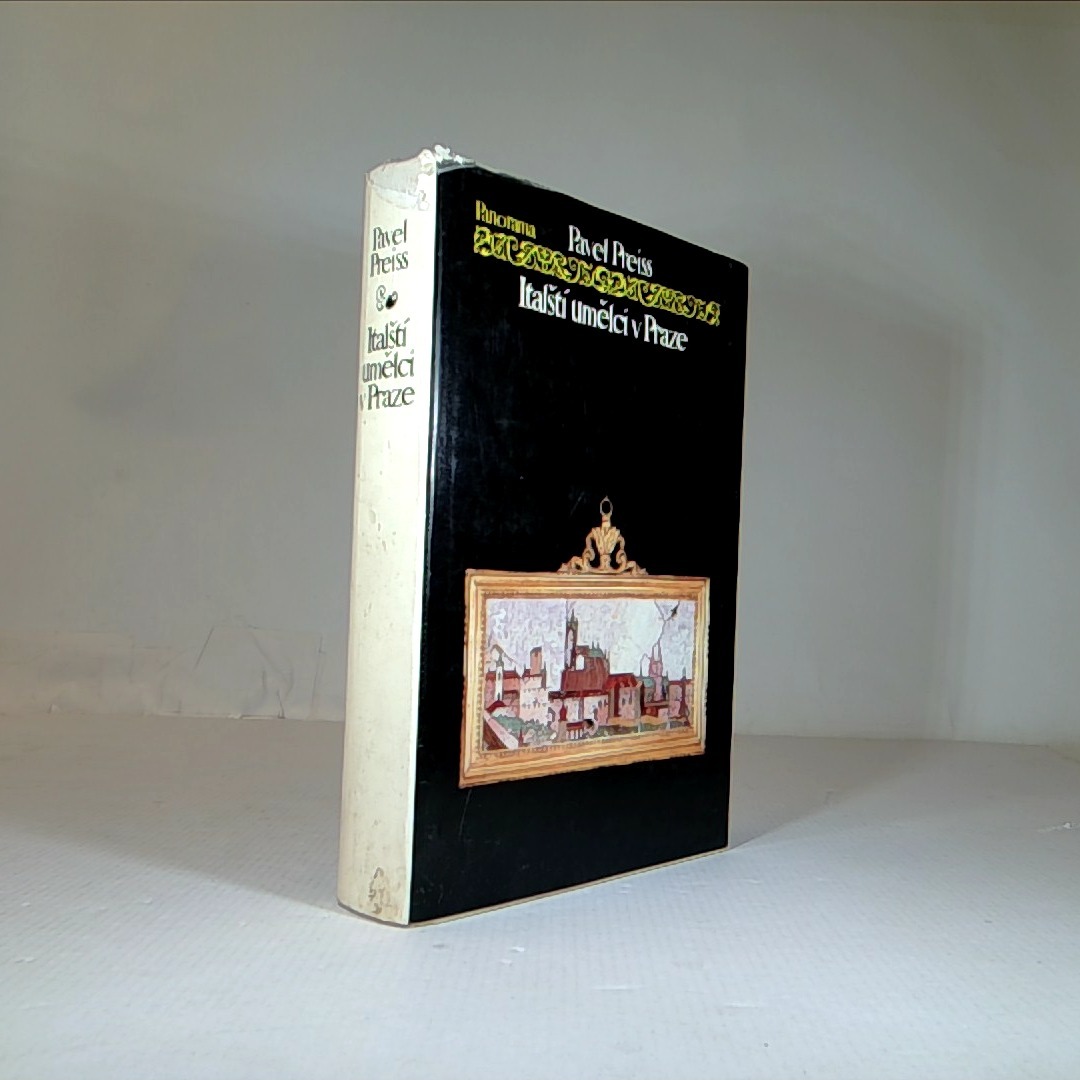 Pavel
Preiss
Italští
umělci
v Praze
Panorama
Pavel Preiss
Italští umělci v Praze